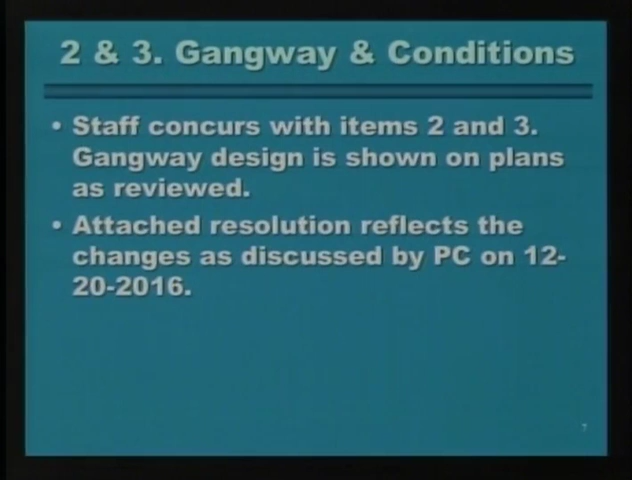 2 & 3. Gangway & Conditions
• Staff concurs with items 2 and 3.
Gangway design is shown on plans
as reviewed.
• Attached resolution reflects the
changes as discussed by PC on 12-
20-2016.
7